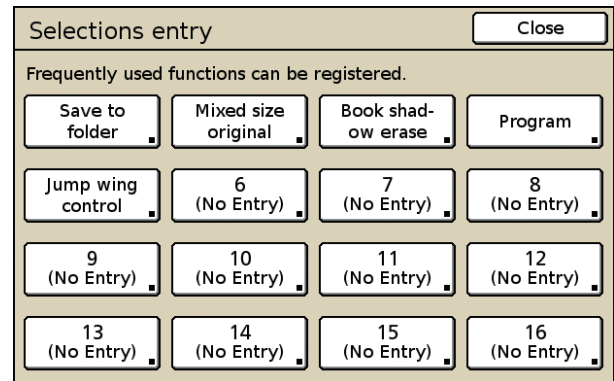 Selections entry
Close
Frequently used functions can be registered.
Save to
folder
Mixed size
original
Book shad-
ow erase
Program
Jump wing
control
6
(No Entry)
7
(No Entry)
8
(No Entry)
9
(No Entry)
10
(No Entry)
11
(No Entry)
12
(No Entry)
13
(No Entry)
14
(No Entry)
15
(No Entry)
16
(No Entry)